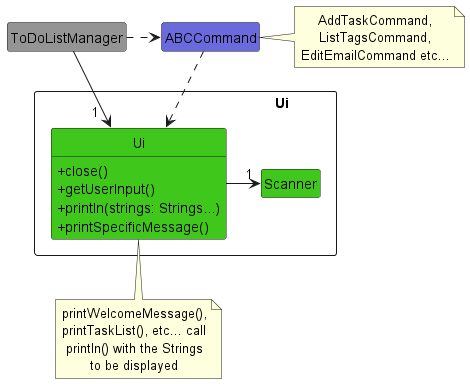 ToDoListManager
ABCCommand
AddTaskCommand,
ListTagsCommand,
EditEmailCommand etc...
Ui
1
Ui
+close()
+getUserInput()
+println(strings: Strings...)
+printSpecificMessage()
1
Scanner
printWelcomeMessage(),
printTaskList(), etc... call
println() with the Strings
to be displayed